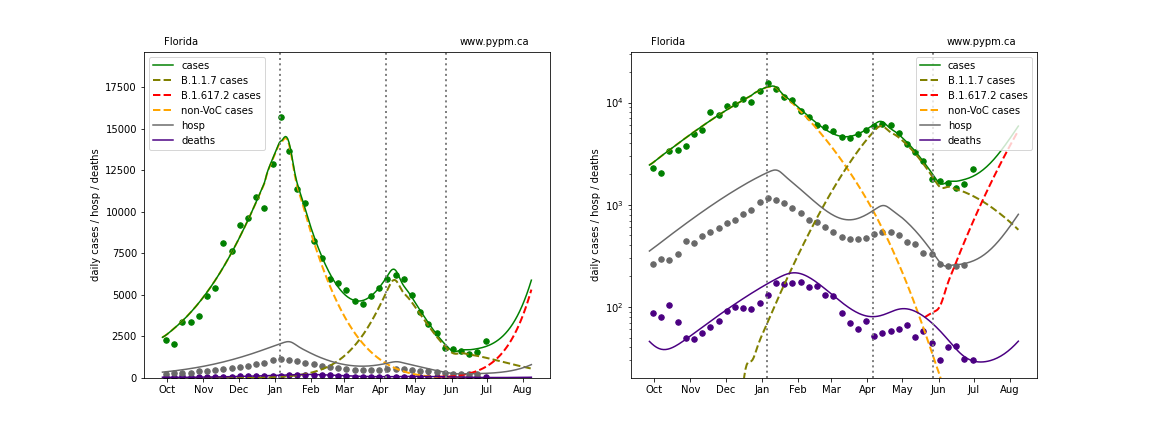 Florida
www.pypm.ca
cases
B.1.1.7 cases
B.1.617.2 cases
non-VoC cases
hosp
deaths
daily cases / hosp / deaths
17500
15000
12500
10000
7500
5000
2500
0
Oct Nov Dec Jan Feb Mar Apr May Jun Jul Aug
Florida
www.pypm.ca
cases
B.1.1.7 cases
B.1.617.2 cases
non-VoC cases
hosp
deaths
daily cases / hosp / deaths
10⁴
10³
10²
Oct Nov Dec Jan Feb Mar Apr May Jun Jul Aug